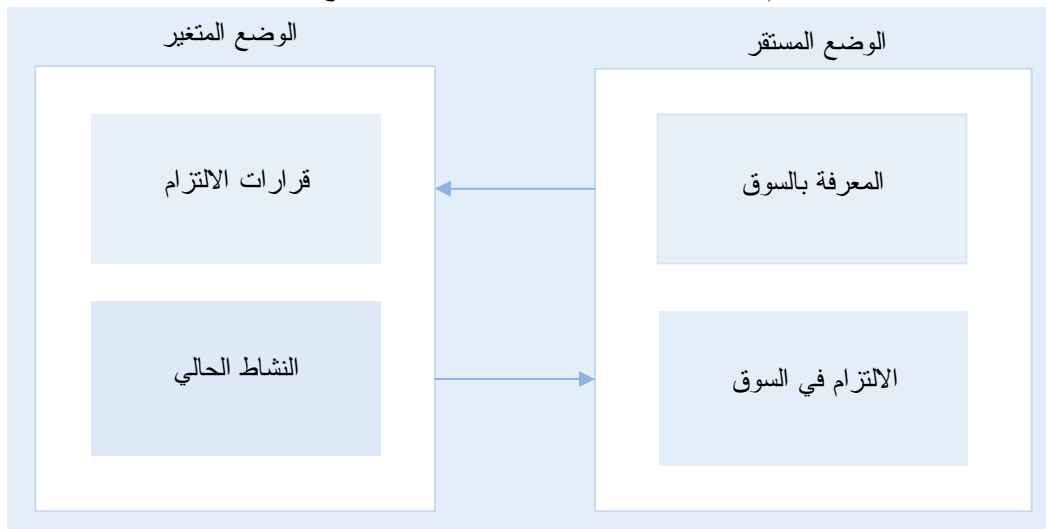 الوضع المستقر
الوضع المتغير
المعرفة بالسوق
قرارات الالتزام
الالتزام في السوق
النشاط الحالي